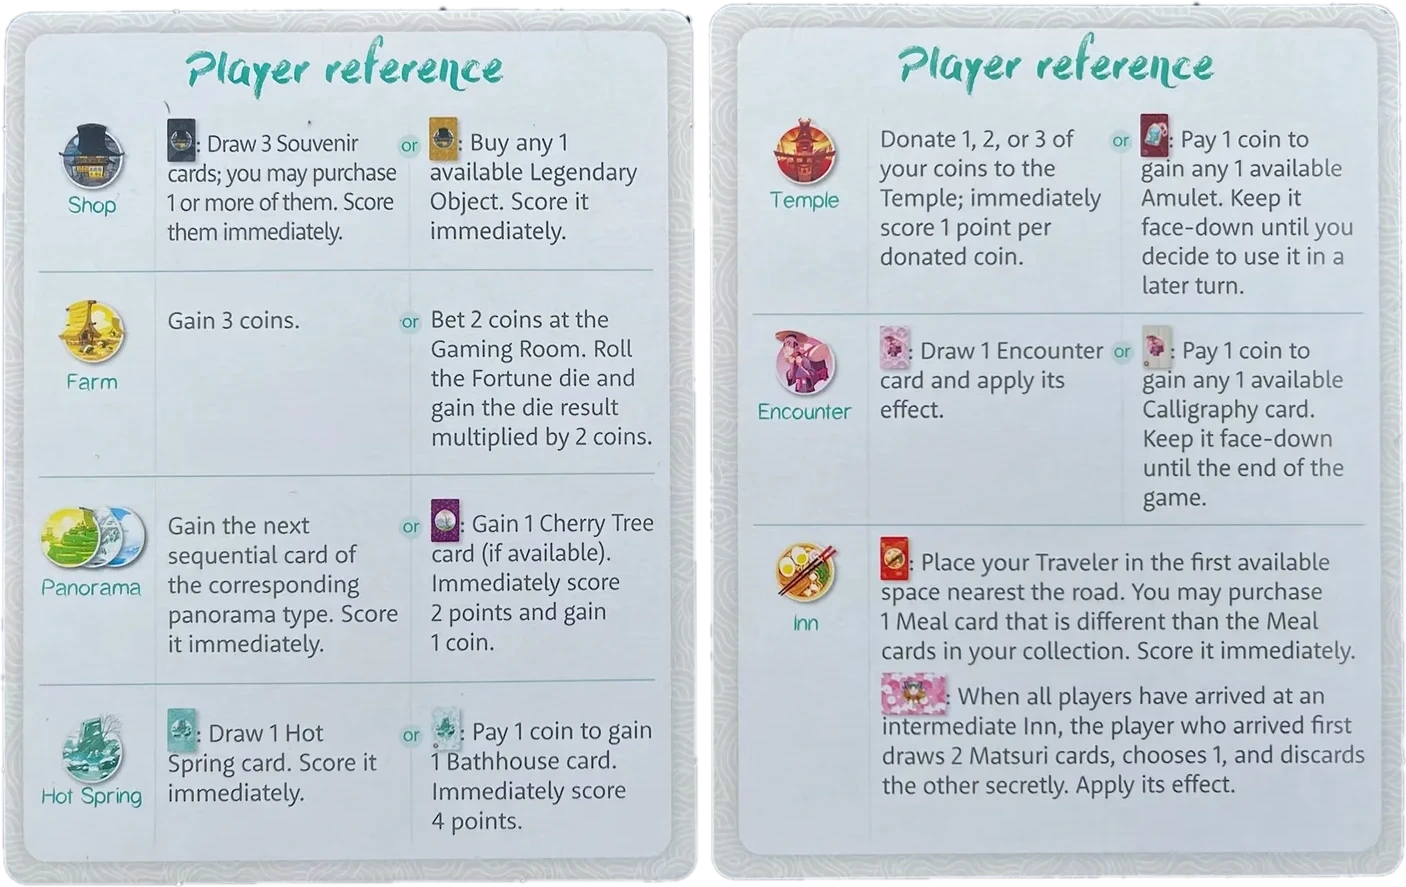 Player reference
Shop
: Draw 3 Souvenir
cards; you may purchase
1 or more of them. Score
them immediately.
or
: Buy any 1
available Legendary
Object. Score it
immediately.
Farm
Gain 3 coins.
or
Bet 2 coins at the
Gaming Room. Roll
the Fortune die and
gain the die result
multiplied by 2 coins.
Panorama
Gain the next
sequential card of
the corresponding
panorama type. Score
it immediately.
or
: Gain 1 Cherry Tree
card (if available).
Immediately score
2 points and gain
1 coin.
Hot Spring
: Draw 1 Hot
Spring card. Score it
immediately.
or
: Pay 1 coin to gain
1 Bathhouse card.
Immediately score
4 points.
Player reference
Temple
Donate 1, 2, or 3 of
your coins to the
Temple; immediately
score 1 point per
donated coin.
or
: Pay 1 coin to
gain any 1 available
Amulet. Keep it
face-down until you
decide to use it in a
later turn.
Encounter
: Draw 1 Encounter
card and apply its
effect.
or
: Pay 1 coin to
gain any 1 available
Calligraphy card.
Keep it face-down
until the end of the
game.
Inn
: Place your Traveler in the first available
space nearest the road. You may purchase
1 Meal card that is different than the Meal
cards in your collection. Score it immediately.
: When all players have arrived at an
intermediate Inn, the player who arrived first
draws 2 Matsuri cards, chooses 1, and discards
the other secretly. Apply its effect.